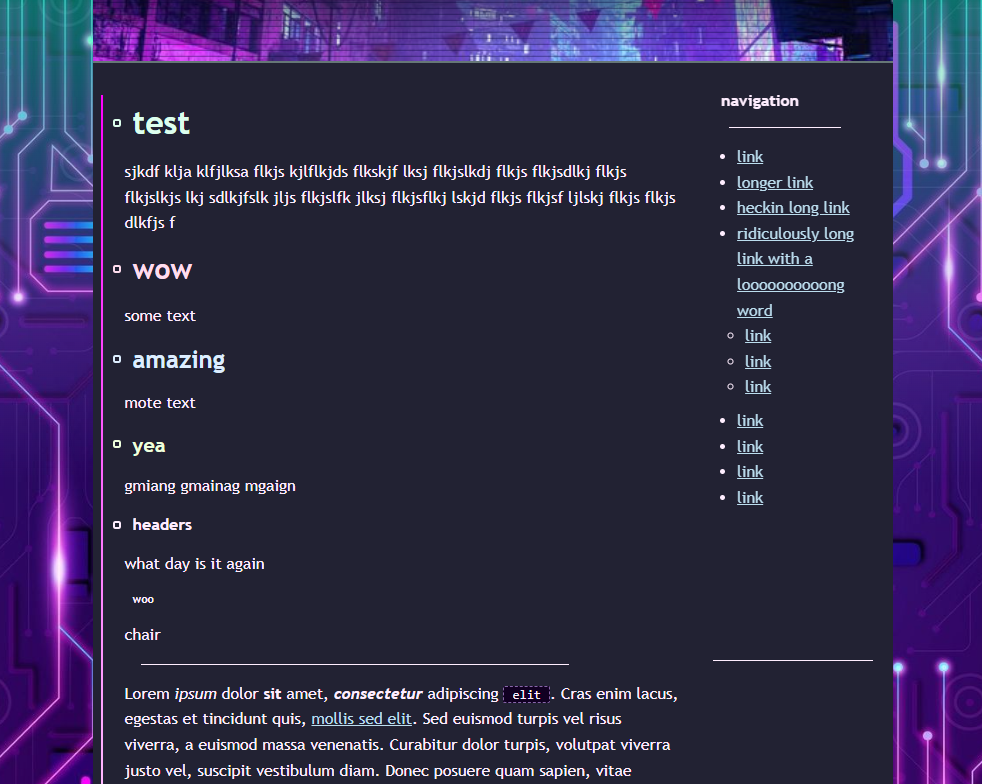 test
sjkdf klja klfjlksa flkjs kjlflkjds flkskjf lksj flkjslkdj flkjs flkjsdlkj flkjs
flkjslkjs lkj sdlkjfslk jljs flkjslfk jlksj flkjsflkj lskjd flkjs flkjsf ljlskj flkjs flkjs
dlkfjs f
wow
some text
amazing
mote text
yea
gmiang gmainag mgaign
headers
what day is it again
woo
chair
Lorem ipsum dolor sit amet, consectetur adipiscing elit. Cras enim lacus,
egestas et tincidunt quis, mollis sed elit. Sed euismod turpis vel risus
viverra, a euismod massa venenatis. Curabitur dolor turpis, volutpat viverra
justo vel, suscipit vestibulum diam. Donec posuere quam sapien, vitae
navigation
link
longer link
heckin long link
ridiculously long
link with a
loooooooooong
word
link
link
link
link
link
link
link